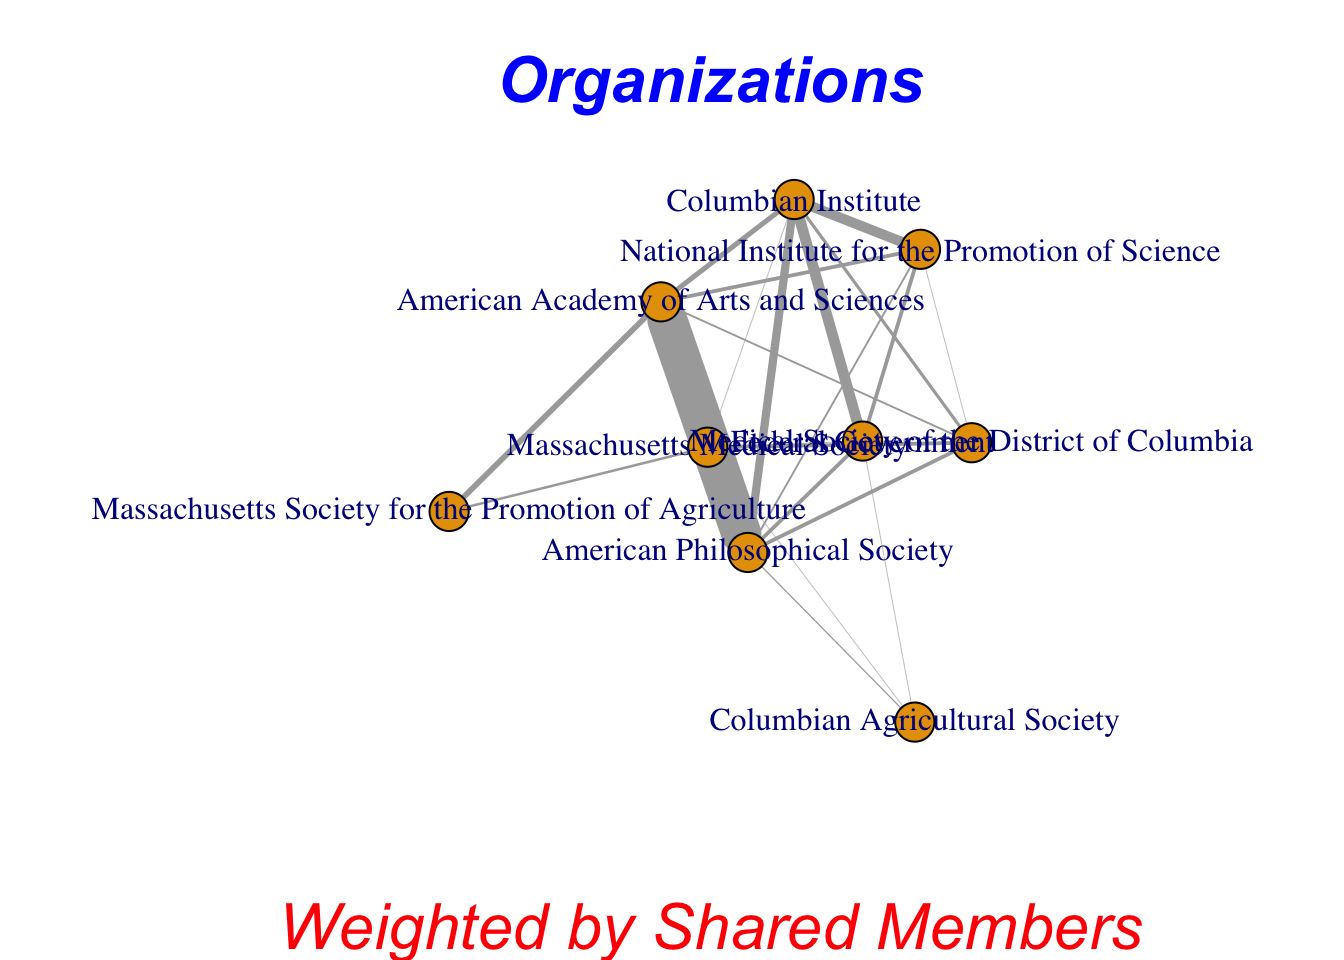 Organizations
Columbian Institute
National Institute for the Promotion of Science
American Academy of Arts and Sciences
Massachusetts Medical Society
Federal Government
Medical Society of the District of Columbia
Massachusetts Society for the Promotion of Agriculture
American Philosophical Society
Columbian Agricultural Society
Weighted by Shared Members